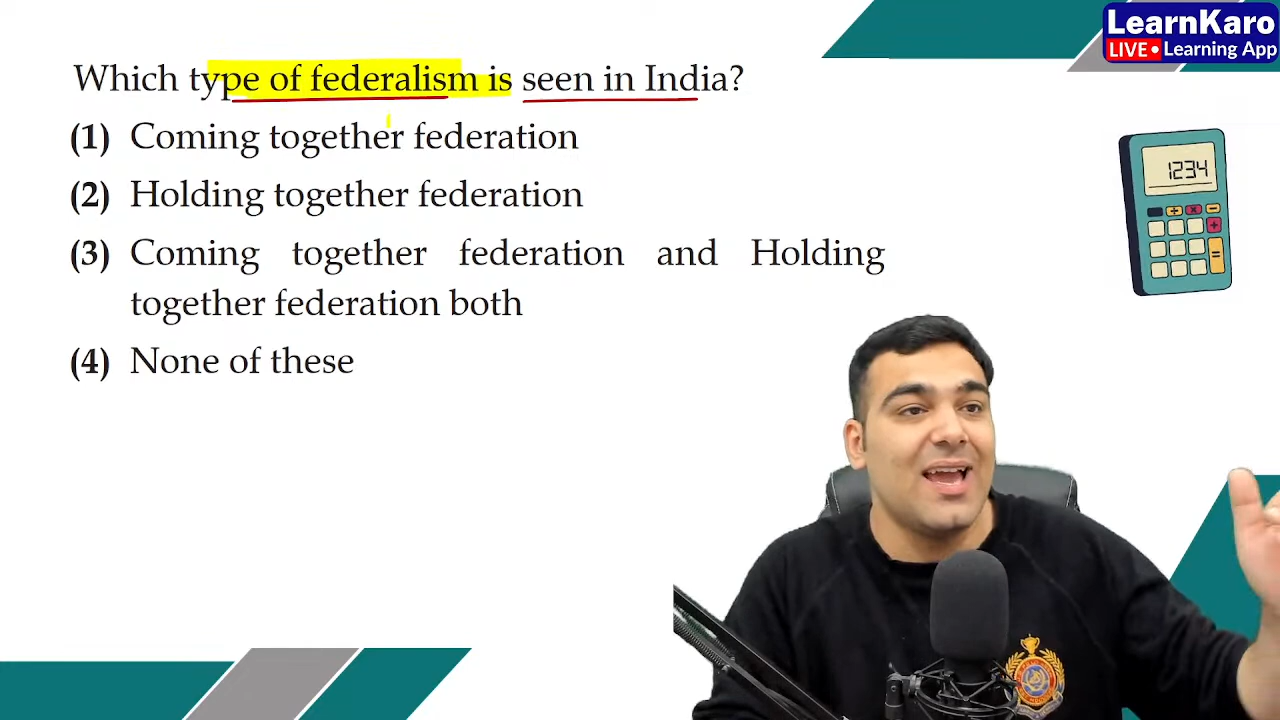 LearnKaro
LIVE • Learning App
Which type of federalism is seen in India?
(1) Coming together federation
(2) Holding together federation
(3) Coming together federation and Holding
together federation both
(4) None of these
1234